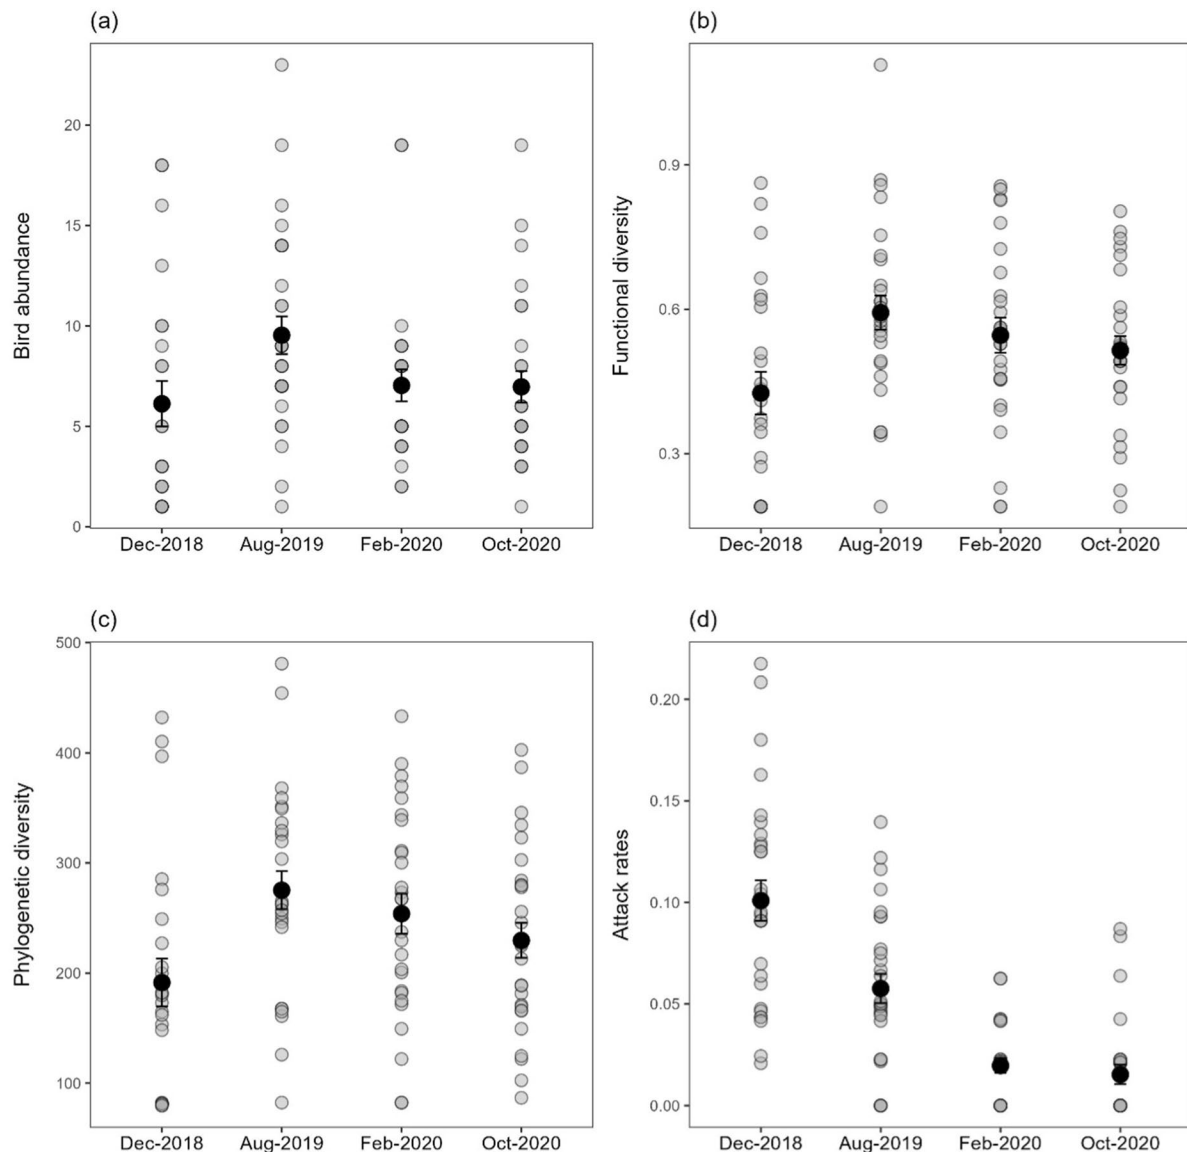 (a)
Bird abundance
20
15
10
5
0
Dec-2018 Aug-2019 Feb-2020 Oct-2020
(b)
Functional diversity
0.9
0.6
0.3
Dec-2018 Aug-2019 Feb-2020 Oct-2020
(c)
Phylogenetic diversity
500
400
300
200
100
Dec-2018 Aug-2019 Feb-2020 Oct-2020
(d)
Attack rates
0.20
0.15
0.10
0.05
0.00
Dec-2018 Aug-2019 Feb-2020 Oct-2020